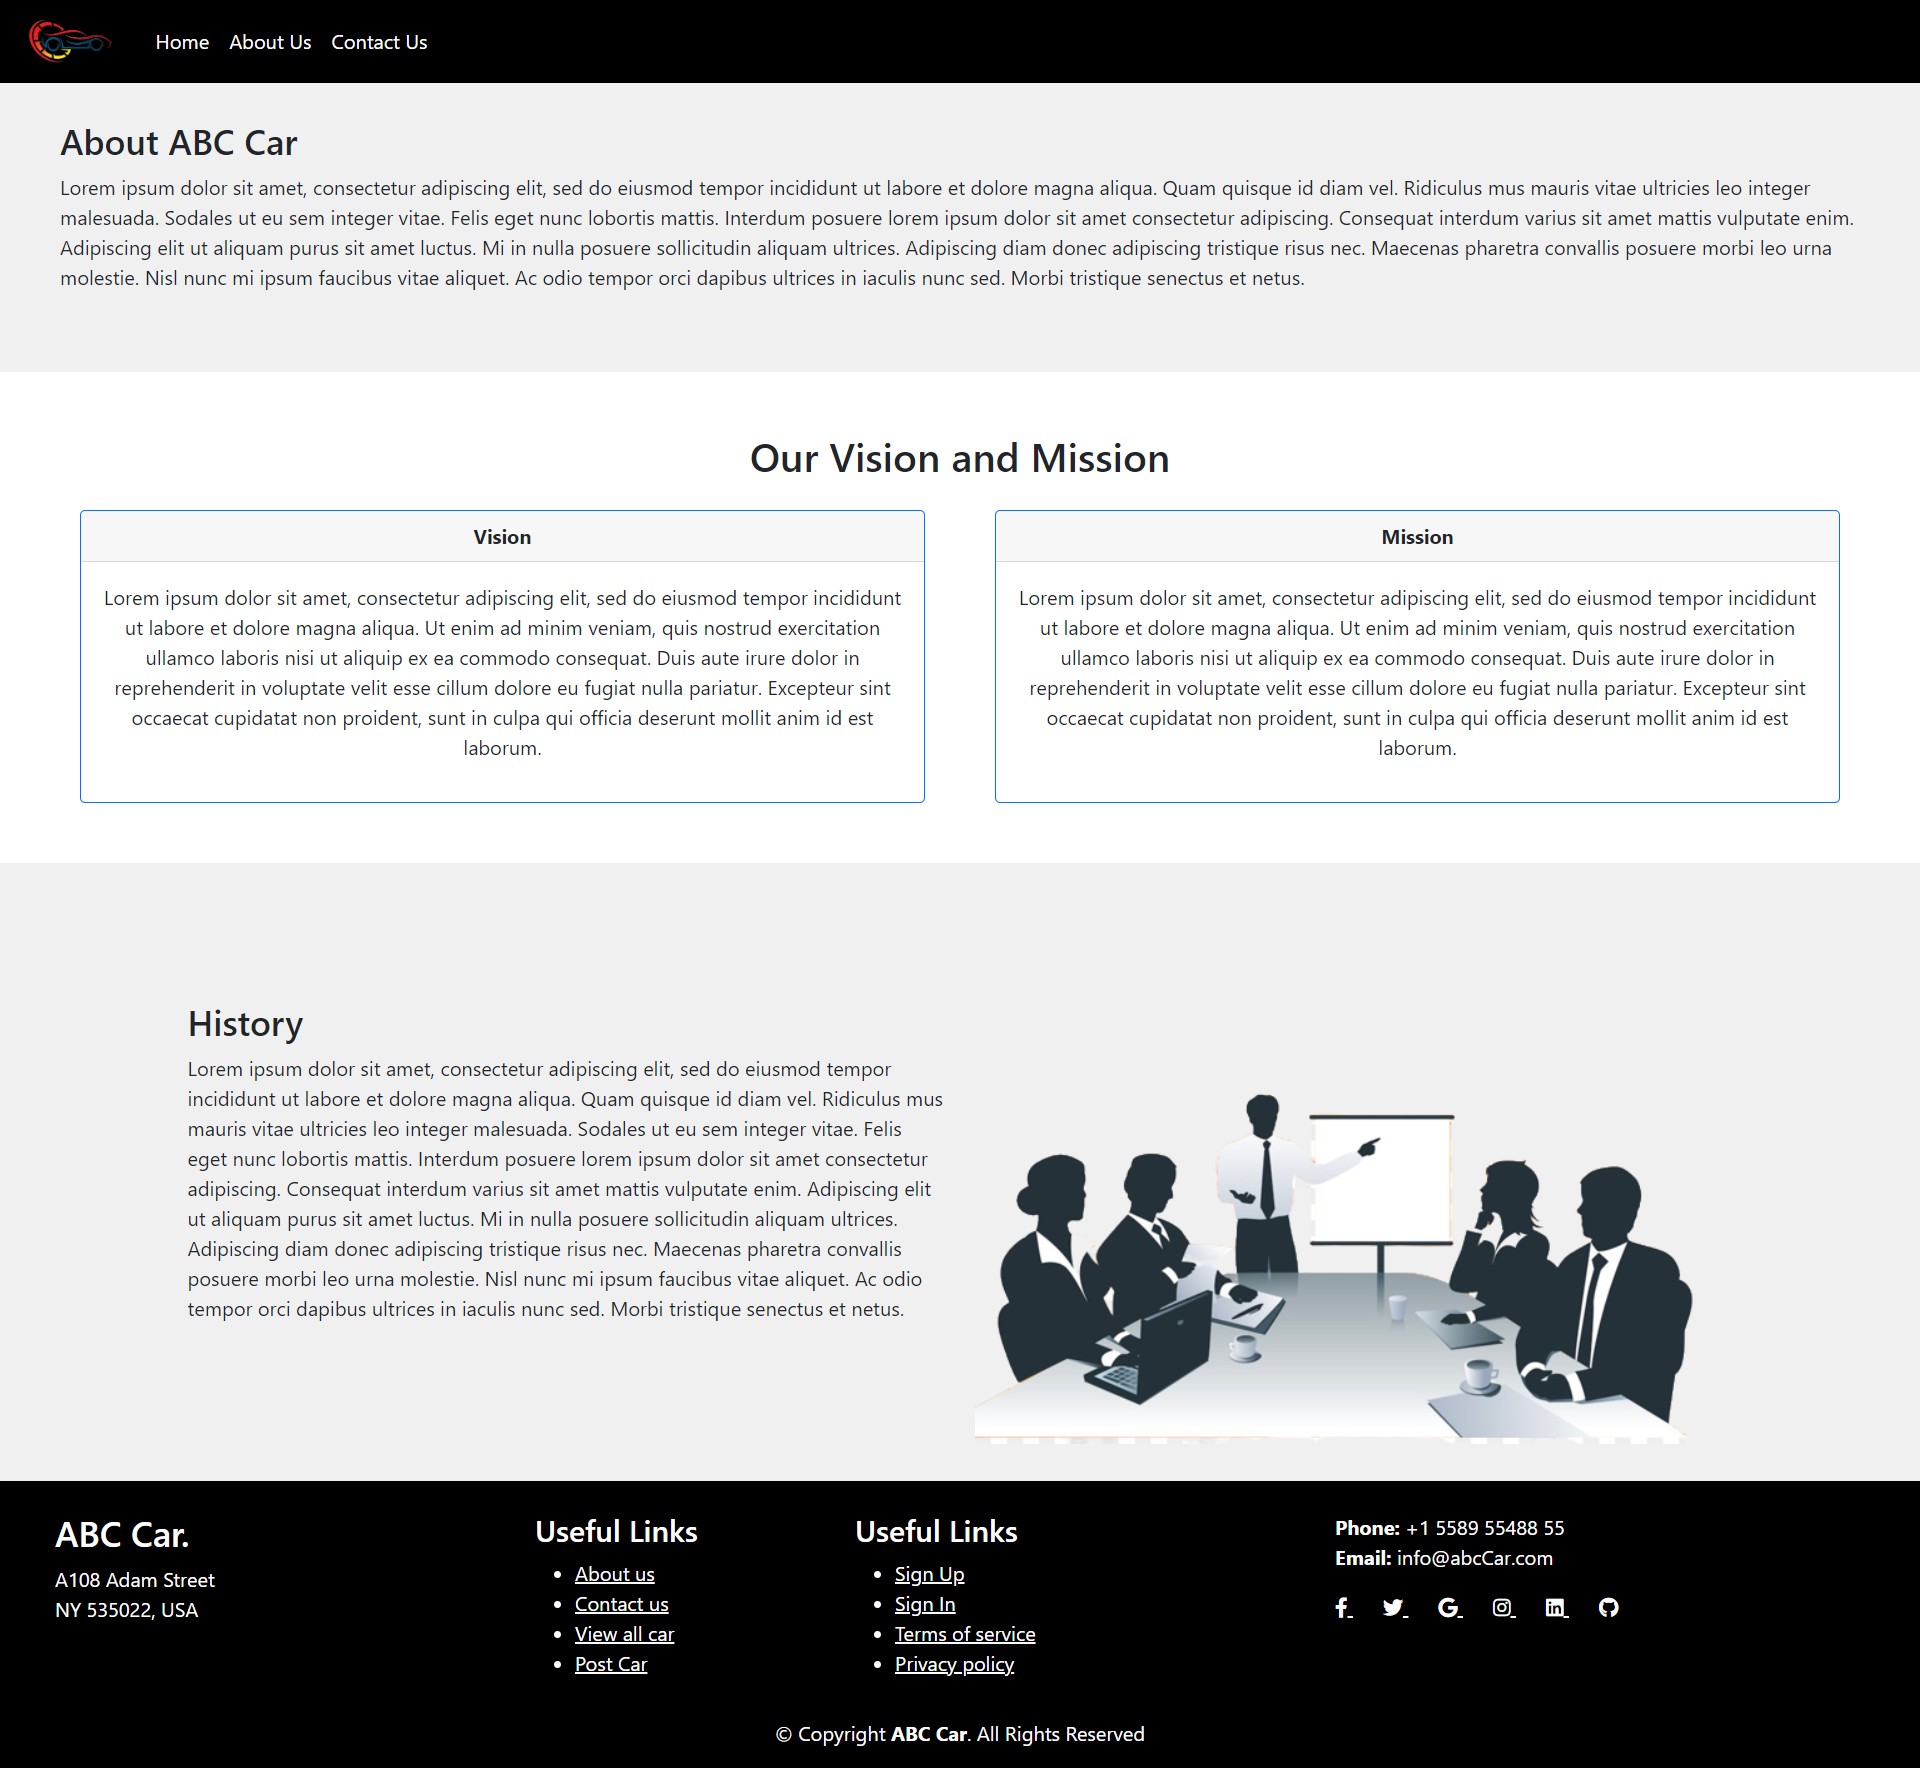 Home About Us Contact Us
About ABC Car
Lorem ipsum dolor sit amet, consectetur adipiscing elit, sed do eiusmod tempor incididunt ut labore et dolore magna aliqua. Quam quisque id diam vel. Ridiculus mus mauris vitae ultricies leo integer
malesuada. Sodales ut eu sem integer vitae. Felis eget nunc lobortis mattis. Interdum posuere lorem ipsum dolor sit amet consectetur adipiscing. Consequat interdum varius sit amet mattis vulputate enim.
Adipiscing elit ut aliquam purus sit amet luctus. Mi in nulla posuere sollicitudin aliquam ultrices. Adipiscing diam donec adipiscing tristique risus nec. Maecenas pharetra convallis posuere morbi leo urna
molestie. Nisl nunc mi ipsum faucibus vitae aliquet. Ac odio tempor orci dapibus ultrices in iaculis nunc sed. Morbi tristique senectus et netus.
Our Vision and Mission
Vision
Lorem ipsum dolor sit amet, consectetur adipiscing elit, sed do eiusmod tempor incididunt
ut labore et dolore magna aliqua. Ut enim ad minim veniam, quis nostrud exercitation
ullamco laboris nisi ut aliquip ex ea commodo consequat. Duis aute irure dolor in
reprehenderit in voluptate velit esse cillum dolore eu fugiat nulla pariatur. Excepteur sint
occaecat cupidatat non proident, sunt in culpa qui officia deserunt mollit anim id est
laborum.
Mission
Lorem ipsum dolor sit amet, consectetur adipiscing elit, sed do eiusmod tempor incididunt
ut labore et dolore magna aliqua. Ut enim ad minim veniam, quis nostrud exercitation
ullamco laboris nisi ut aliquip ex ea commodo consequat. Duis aute irure dolor in
reprehenderit in voluptate velit esse cillum dolore eu fugiat nulla pariatur. Excepteur sint
occaecat cupidatat non proident, sunt in culpa qui officia deserunt mollit anim id est
laborum.
History
Lorem ipsum dolor sit amet, consectetur adipiscing elit, sed do eiusmod tempor
incididunt ut labore et dolore magna aliqua. Quam quisque id diam vel. Ridiculus mus
mauris vitae ultricies leo integer malesuada. Sodales ut eu sem integer vitae. Felis
eget nunc lobortis mattis. Interdum posuere lorem ipsum dolor sit amet consectetur
adipiscing. Consequat interdum varius sit amet mattis vulputate enim. Adipiscing elit
ut aliquam purus sit amet luctus. Mi in nulla posuere sollicitudin aliquam ultrices.
Adipiscing diam donec adipiscing tristique risus nec. Maecenas pharetra convallis
posuere morbi leo urna molestie. Nisl nunc mi ipsum faucibus vitae aliquet. Ac odio
tempor orci dapibus ultrices in iaculis nunc sed. Morbi tristique senectus et netus.
ABC Car.
A108 Adam Street
NY 535022, USA
Useful Links
About us
Contact us
View all car
Post Car
Useful Links
Sign Up
Sign In
Terms of service
Privacy policy
Phone: +1 5589 55488 55
Email: info@abcCar.com
© Copyright ABC Car. All Rights Reserved